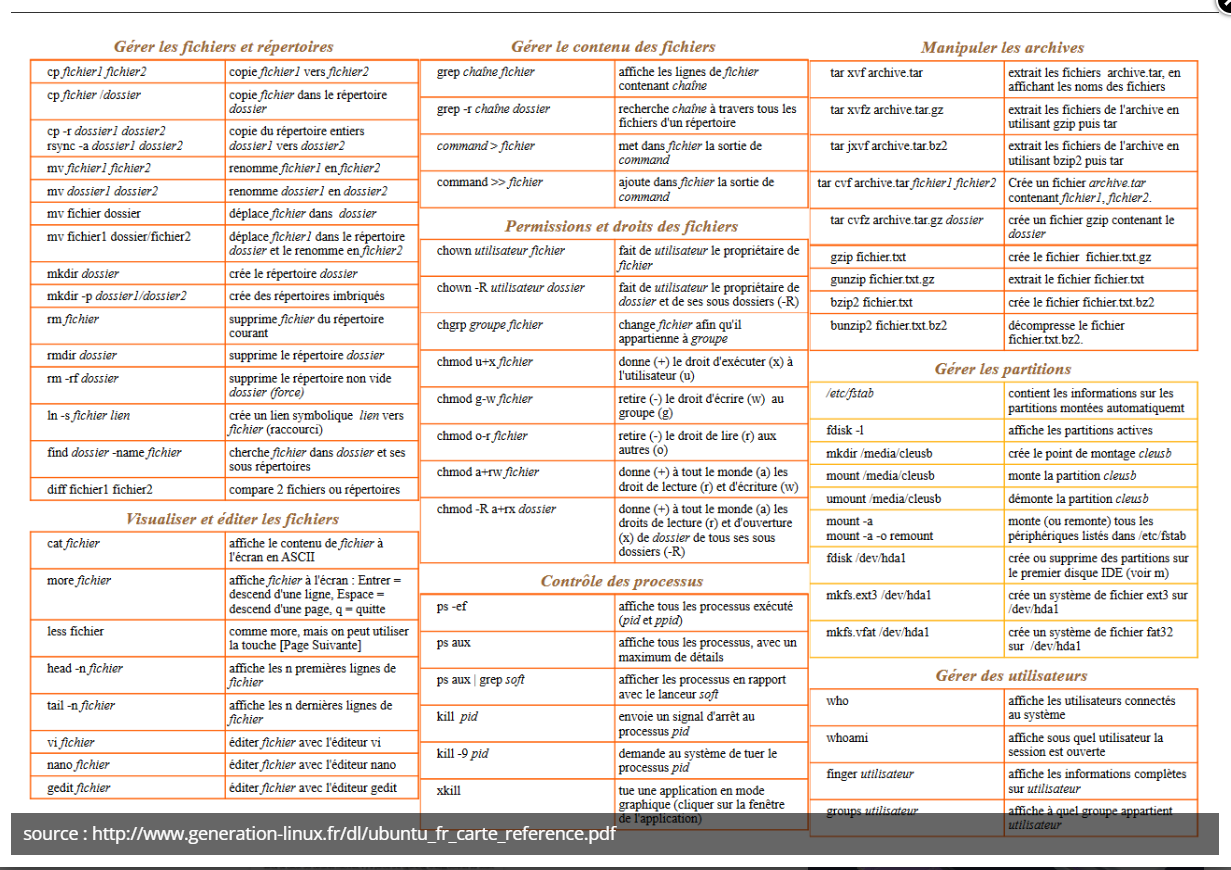 Gérer les fichiers et répertoires
cp fichier1 fichier2 copie fichier1 vers fichier2
cp fichier /dossier copie fichier dans le répertoire
dossier
cp -r dossier1 dossier2 copie du répertoire entiers
rsync -a dossier1 dossier2 dossier1 vers dossier2
mv fichier1 fichier2 renomme fichier1 en fichier2
mv dossier1 dossier2 renomme dossier1 en dossier2
mv fichier dossier déplace fichier dans dossier
mv fichier1 dossier/fichier2 déplace fichier1 dans le répertoire
dossier et le renomme en fichier2
mkdir dossier crée le répertoire dossier
mkdir -p dossier1/dossier2 crée des répertoires imbriqués
rm fichier supprime fichier du répertoire
courant
rmdir dossier supprime le répertoire dossier
rm -rf dossier supprime le répertoire non vide
dossier (force)
ln -s fichier lien crée un lien symbolique lien vers
fichier (raccourci)
find dossier -name fichier cherche fichier dans dossier et ses
sous répertoires
diff fichier1 fichier2 compare 2 fichiers ou répertoires
Visualiser et éditer les fichiers
cat fichier affiche le contenu de fichier à
l'écran en ASCII
more fichier affiche fichier à l'écran : Entrer =
descend d'une ligne, Espace =
descend d'une page, q = quitte
less fichier comme more, mais on peut utiliser
la touche [Page Suivante]
head -n fichier affiche les n premières lignes de
fichier
tail -n fichier affiche les n dernières lignes de
fichier
vi fichier éditer fichier avec l'éditeur vi
nano fichier éditer fichier avec l'éditeur nano
gedit fichier éditer fichier avec l'éditeur gedit
Gérer le contenu des fichiers
grep chaîne fichier affiche les lignes de fichier
contenant chaîne
grep -r chaîne dossier recherche chaîne à travers tous les
fichiers d'un répertoire
command > fichier met dans fichier la sortie de
command
command >> fichier ajoute dans fichier la sortie de
command
Permissions et droits des fichiers
chown utilisateur fichier fait de utilisateur le propriétaire de
fichier
chown -R utilisateur dossier fait de utilisateur le propriétaire de
dossier et de ses sous dossiers (-R)
chgrp groupe fichier change fichier afin qu'il
appartienne à groupe
chmod u+x fichier donne (+) le droit d'exécuter (x) à
l'utilisateur (u)
chmod g-w fichier retire (-) le droit d'écrire (w) au
groupe (g)
chmod o-r fichier retire (-) le droit de lire (r) aux
autres (o)
chmod a+rw fichier donne (+) à tout le monde (a) les
droit de lecture (r) et d'écriture (w)
chmod -R a+rx dossier donne (+) à tout le monde (a) les
droits de lecture (r) et d'ouverture
(x) de dossier de tous ses sous
dossiers (-R)
Contrôle des processus
ps -ef affiche tous les processus exécuté
(pid et ppid)
ps aux affiche tous les processus, avec un
maximum de détails
ps aux | grep soft afficher les processus en rapport
avec le lanceur soft
kill pid envoie un signal d'arrêt au
processus pid
kill -9 pid demande au système de tuer le
processus pid
xkill tue une application en mode
graphique (cliquer sur la fenêtre
de l'application)
Manipuler les archives
tar xvf archive.tar extrait les fichiers archive.tar, en
affichant les noms des fichiers
tar xvfz archive.tar.gz extrait les fichiers de l'archive en
utilisant gzip puis tar
tar jxvf archive.tar.bz2 extrait les fichiers de l'archive en
utilisant bzip2 puis tar
tar cvf archive.tar fichier1 fichier2 Crée un fichier archive.tar
contenant fichier1, fichier2.
tar cvfz archive.tar.gz dossier crée un fichier gzip contenant le
dossier
gzip fichier.txt crée le fichier fichier.txt.gz
gunzip fichier.txt.gz extrait le fichier fichier.txt
bzip2 fichier.txt crée le fichier fichier.txt.bz2
bunzip2 fichier.txt.bz2 décompresse le fichier
fichier.txt.bz2.
Gérer les partitions
/etc/fstab contient les informations sur les
partitions montées automatiquemt
fdisk -l affiche les partitions actives
mkdir /media/cleusb crée le point de montage cleusb
mount /media/cleusb monte la partition cleusb
umount /media/cleusb démonte la partition cleusb
mount -a monte (ou remonte) tous les
mount -a -o remount périphériques listés dans /etc/fstab
fdisk /dev/hda1 crée ou supprime des partitions sur
le premier disque IDE (voir m)
mkfs.ext3 /dev/hda1 crée un système de fichier ext3 sur
/dev/hda1
mkfs.vfat /dev/hda1 crée un système de fichier fat32
sur /dev/hda1
Gérer des utilisateurs
who affiche les utilisateurs connectés
au système
whoami affiche sous quel utilisateur la
session est ouverte
finger utilisateur affiche les informations complètes
sur utilisateur
groups utilisateur affiche à quel groupe appartient
utilisateur
source : http://www.generation-linux.fr/dl/ubuntu_fr_carte_reference.pdf